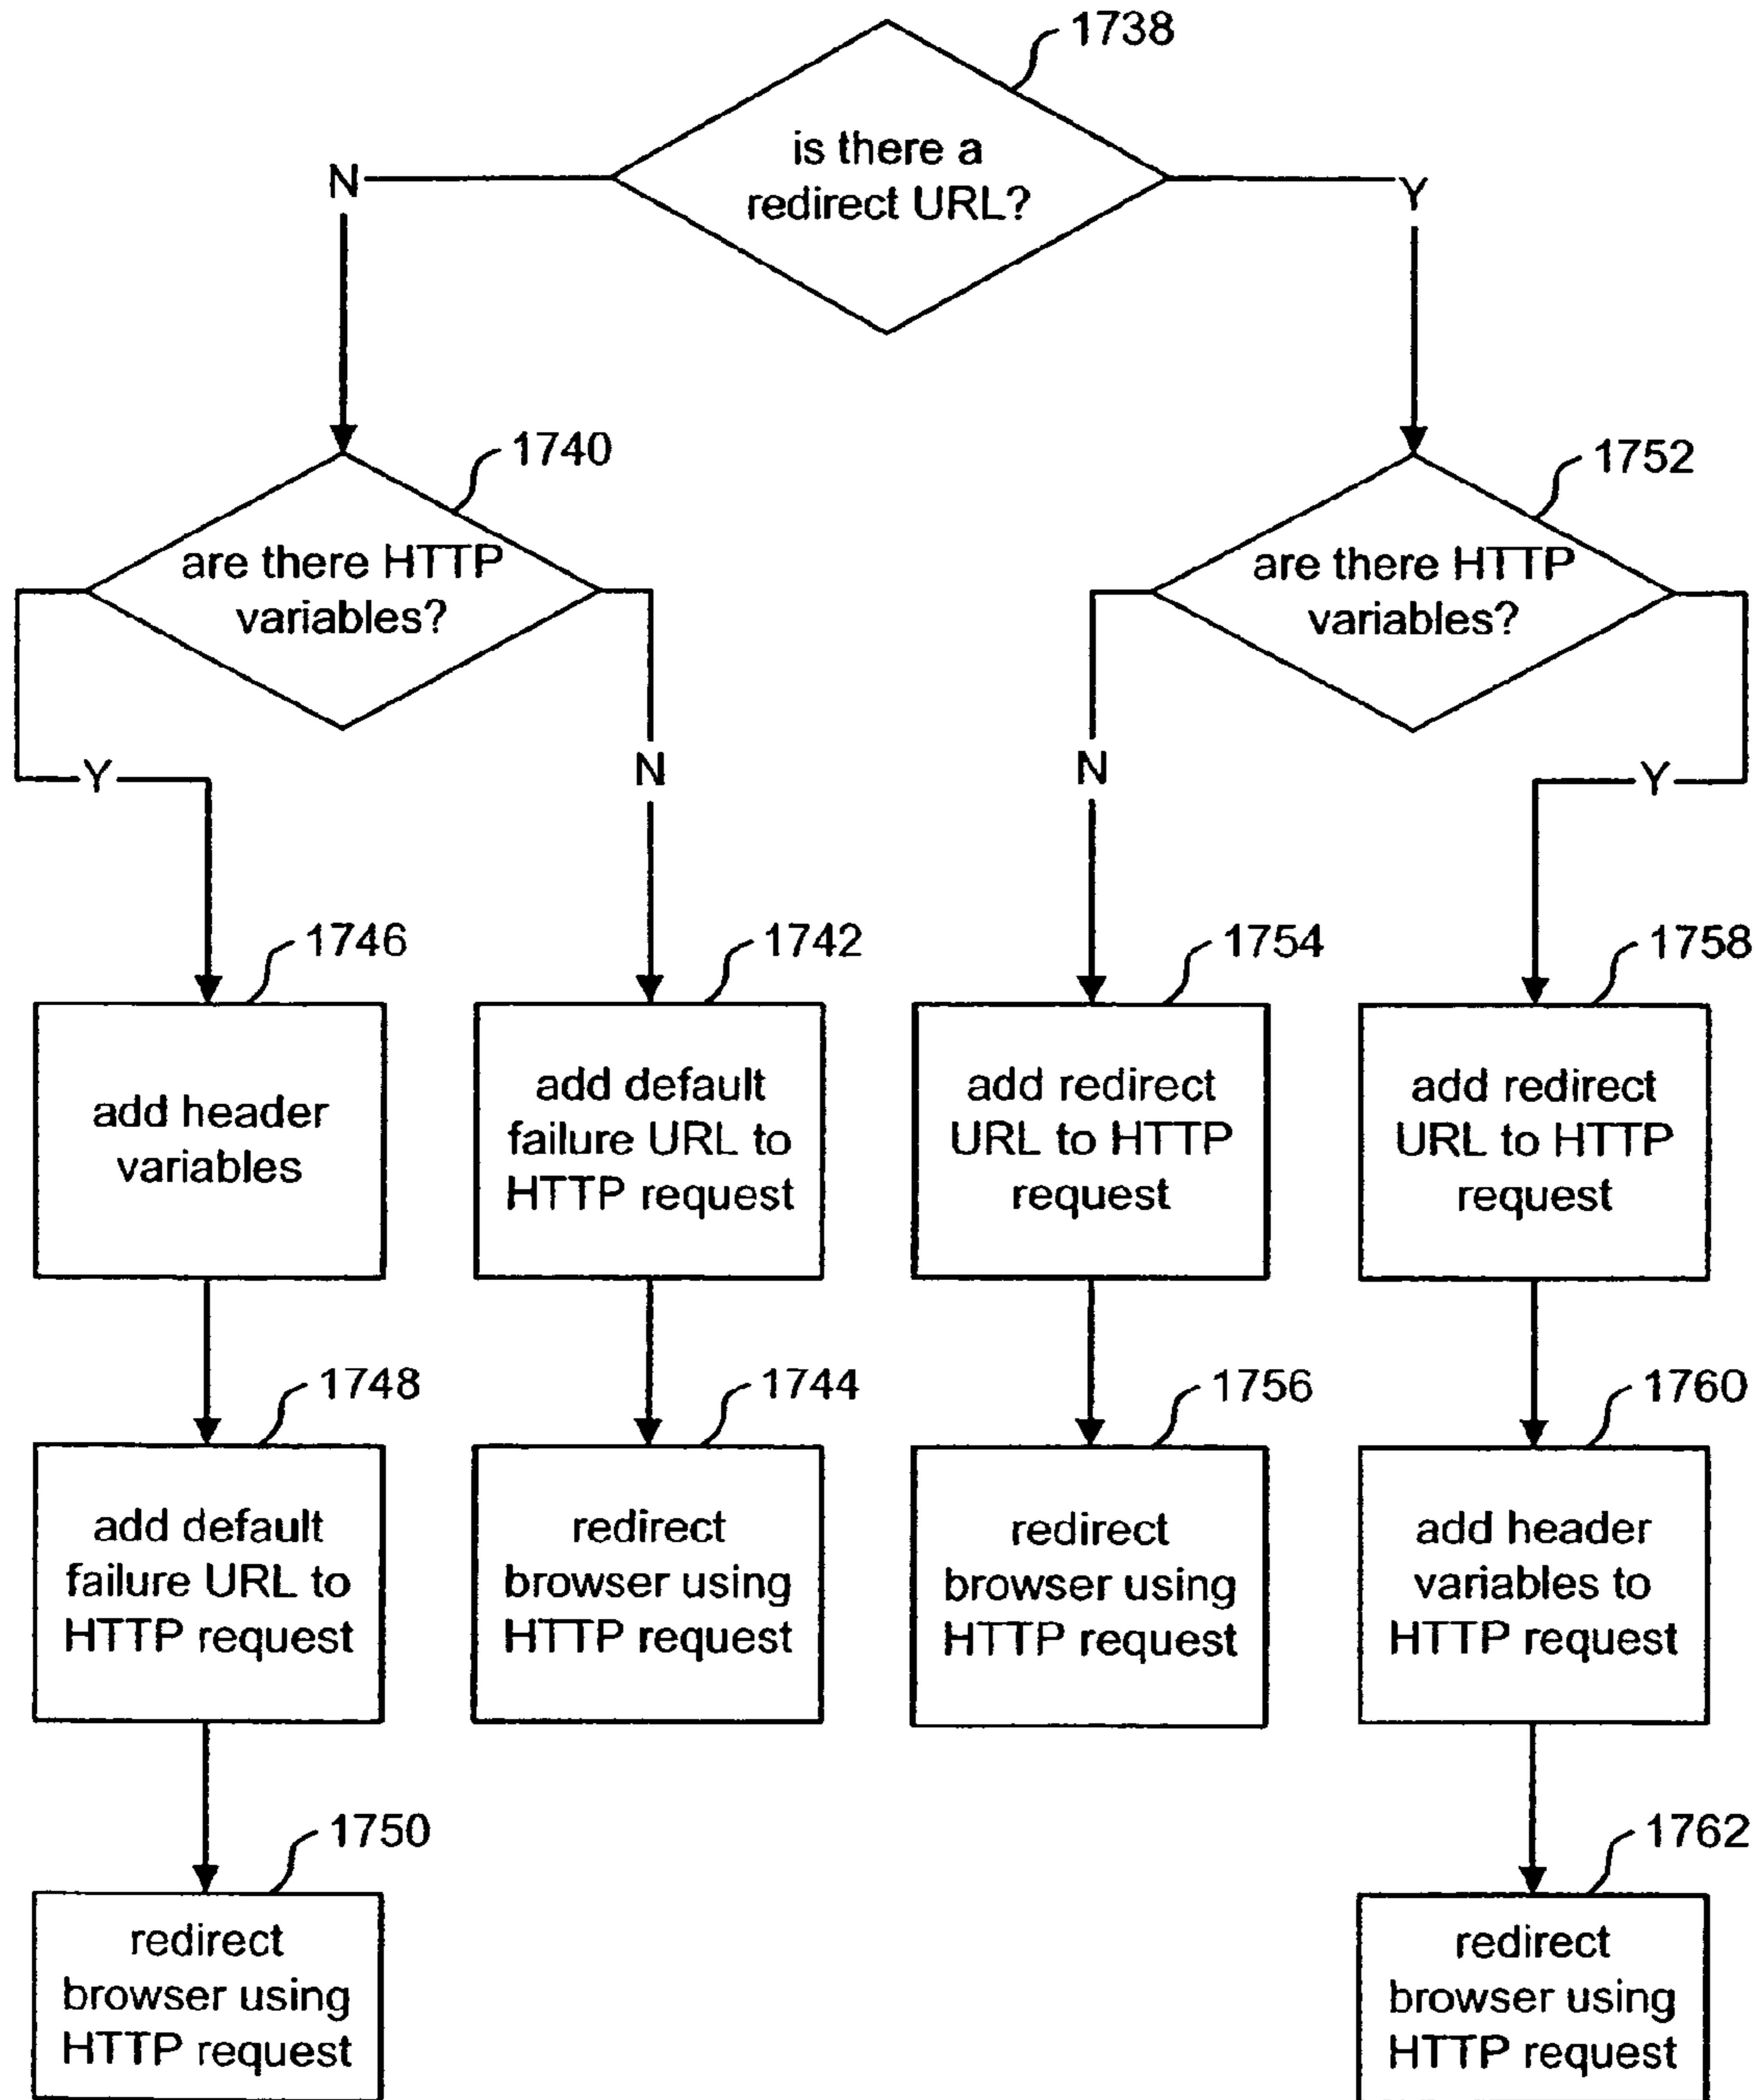 1738
is there a
redirect URL?
N
Y
1740
are there HTTP
variables?
1752
are there HTTP
variables?
Y
N
N
Y
1746
add header
variables
1742
add default
failure URL to
HTTP request
1754
add redirect
URL to HTTP
request
1758
add redirect
URL to HTTP
request
1748
add default
failure URL to
HTTP request
1744
redirect
browser using
HTTP request
1756
redirect
browser using
HTTP request
1760
add header
variables to
HTTP request
1750
redirect
browser using
HTTP request
1762
redirect
browser using
HTTP request